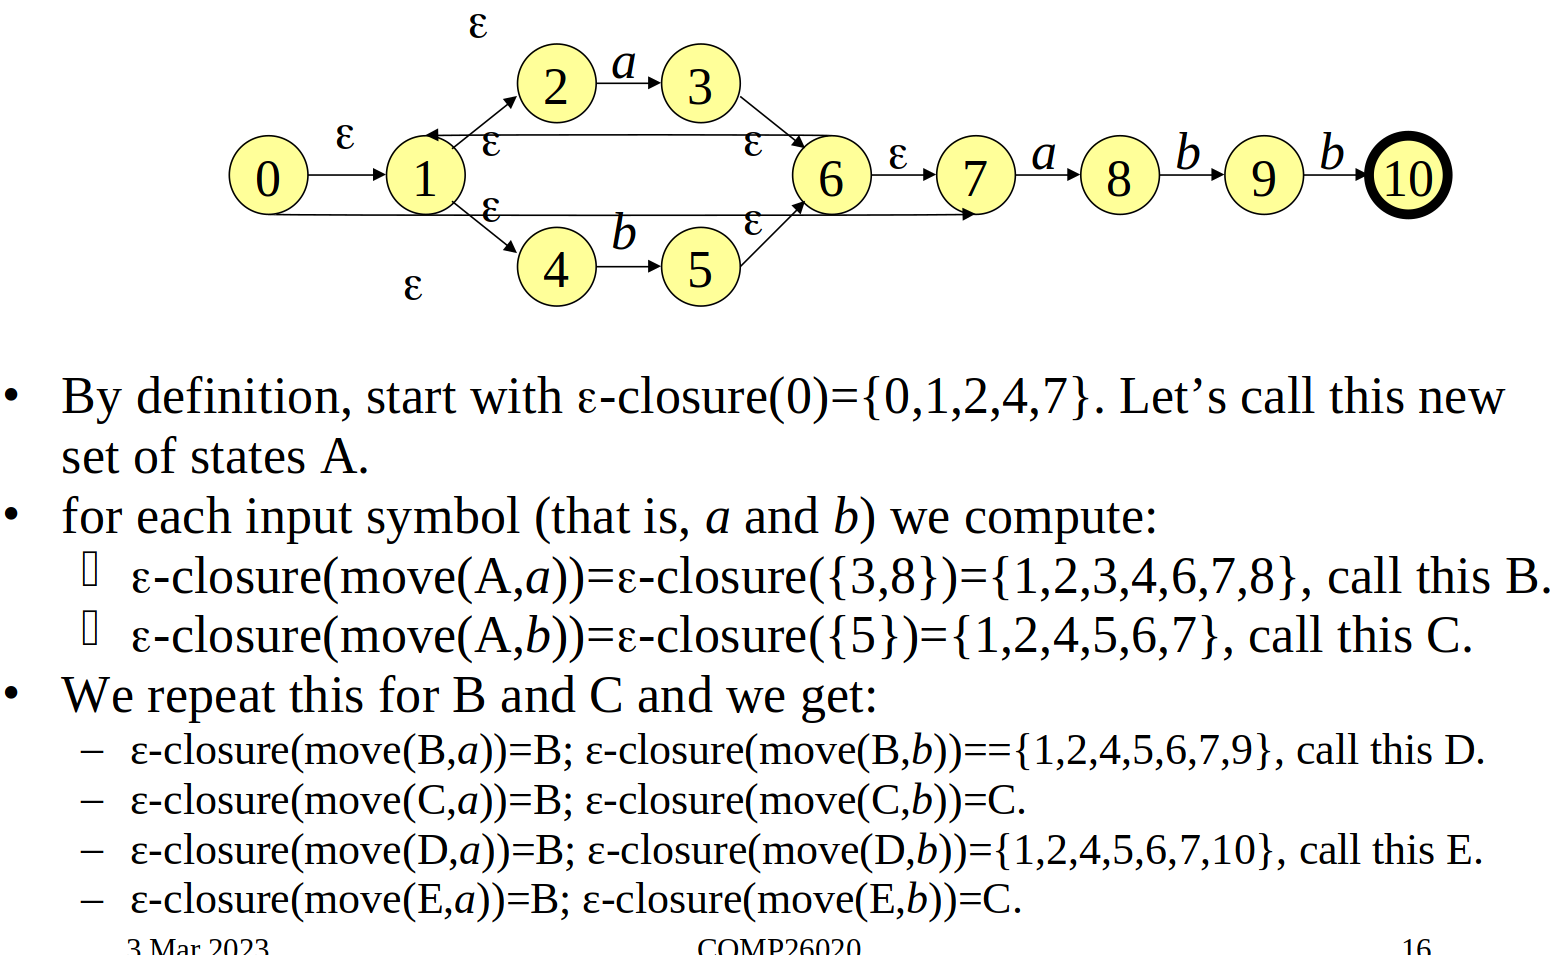 ε
2 a 3
ε ε ε
0 1 6 ε 7 a 8 b 9 b 10
ε b ε
4 5
ε
• By definition, start with ε-closure(0)={0,1,2,4,7}. Let’s call this new
set of states A.
• for each input symbol (that is, a and b) we compute:
ε-closure(move(A,a))=ε-closure({3,8})={1,2,3,4,6,7,8}, call this B.
ε-closure(move(A,b))=ε-closure({5})={1,2,4,5,6,7}, call this C.
• We repeat this for B and C and we get:
– ε-closure(move(B,a))=B; ε-closure(move(B,b))=={1,2,4,5,6,7,9}, call this D.
– ε-closure(move(C,a))=B; ε-closure(move(C,b))=C.
– ε-closure(move(D,a))=B; ε-closure(move(D,b))={1,2,4,5,6,7,10}, call this E.
– ε-closure(move(E,a))=B; ε-closure(move(E,b))=C.
3 Mar 2023 COMP26020 16